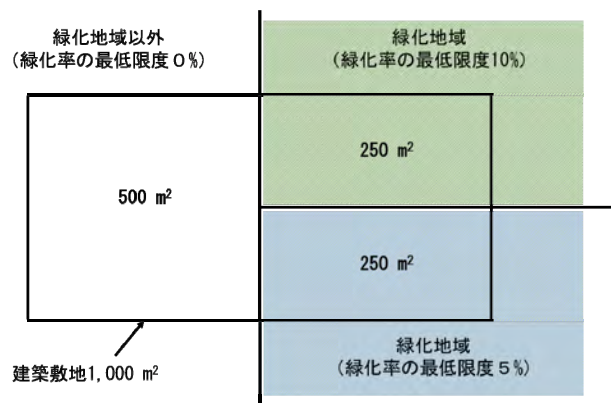 緑化地域以外
(緑化率の最低限度０%)
緑化地域
(緑化率の最低限度10%)
500 m²
250 m²
250 m²
緑化地域
(緑化率の最低限度５%)
建築敷地1,000 m²